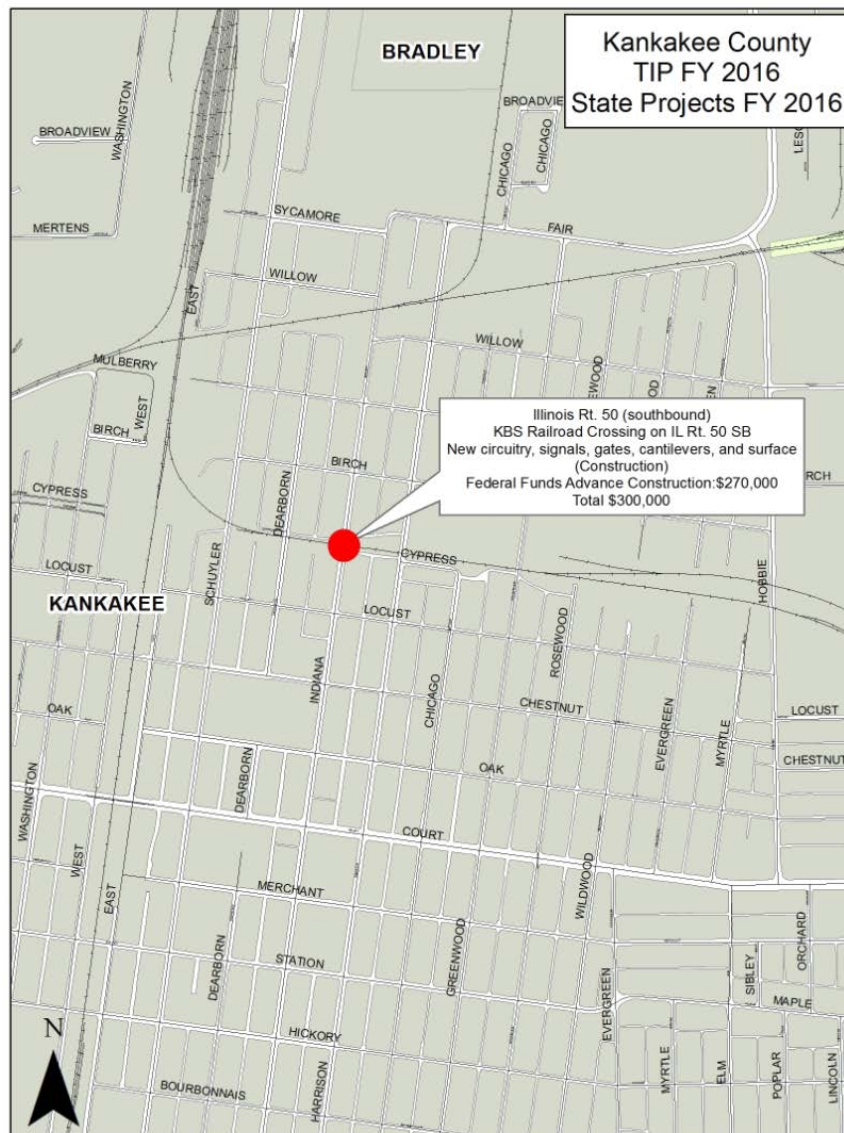 BRADLEY
Kankakee County
TIP FY 2016
State Projects FY 2016
WASHINGTON
BROADVIEW
CHICAGO
CHICAGO
MERTENS
SYCAMORE
FAIR
WILLOW
EAST
WILLOW
MULBERRY
WEST
BIRCH
Illinois Rt. 50 (southbound)
KBS Railroad Crossing on IL Rt. 50 SB
New circuitry, signals, gates, cantilevers, and surface
(Construction)
Federal Funds Advance Construction:$270,000
Total $300,000
BIRCH
CYPRESS
DEARBORN
CYPRESS
LOCUST
SCHUYLER
HOBBIE
KANKAKEE
LOCUST
ROSEWOOD
INDIANA
CHICAGO
CHESTNUT
EVERGREEN
MYRTLE
LOCUST
OAK
CHESTNUT
OAK
DEARBORN
WASHINGTON
COURT
WEST
EAST
MERCHANT
WILDWOOD
DEARBORN
STATION
GREENWOOD
EVERGREEN
SIBLEY
ORCHARD
MAPLE
N
HICKORY
BOURBONNAIS
HARRISON
MYRTLE
ELM
POPLAR
LINCOLN